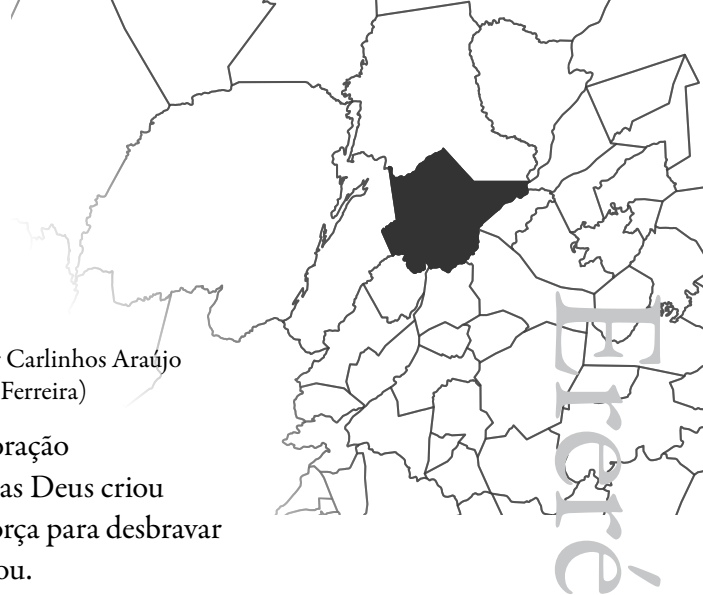 Carlinhos Araújo
Ferreira)
oração
as Deus criou
orça para desbravar
ou.
Ereré